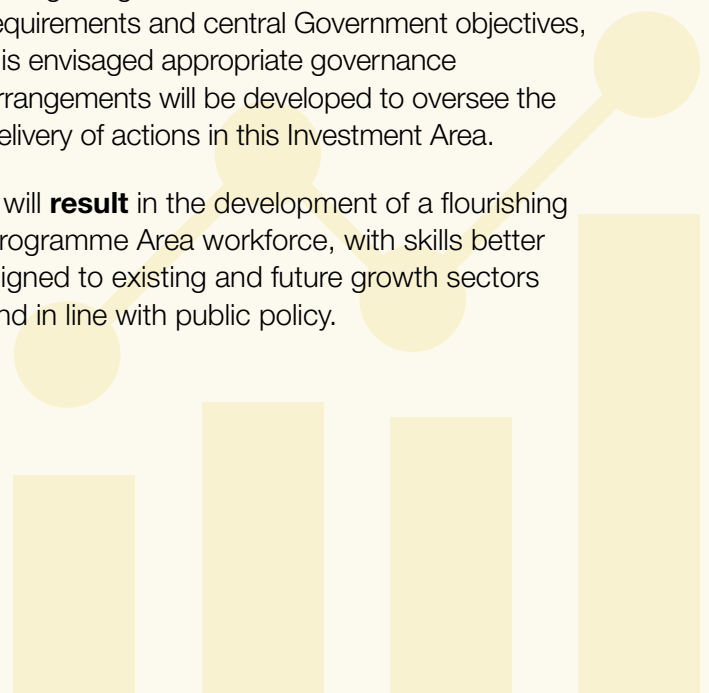 equirements and central Government objectives,
is envisaged appropriate governance
rrangements will be developed to oversee the
elivery of actions in this Investment Area.
will result in the development of a flourishing
rogramme Area workforce, with skills better
igned to existing and future growth sectors
nd in line with public policy.